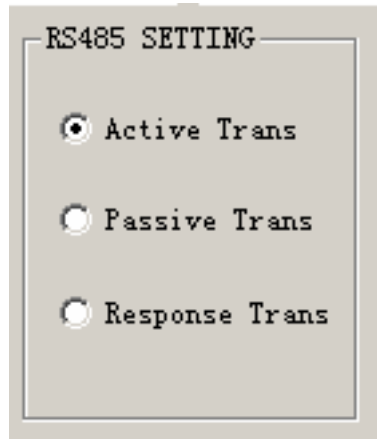 RS485 SETTING
Active Trans
Passive Trans
Response Trans